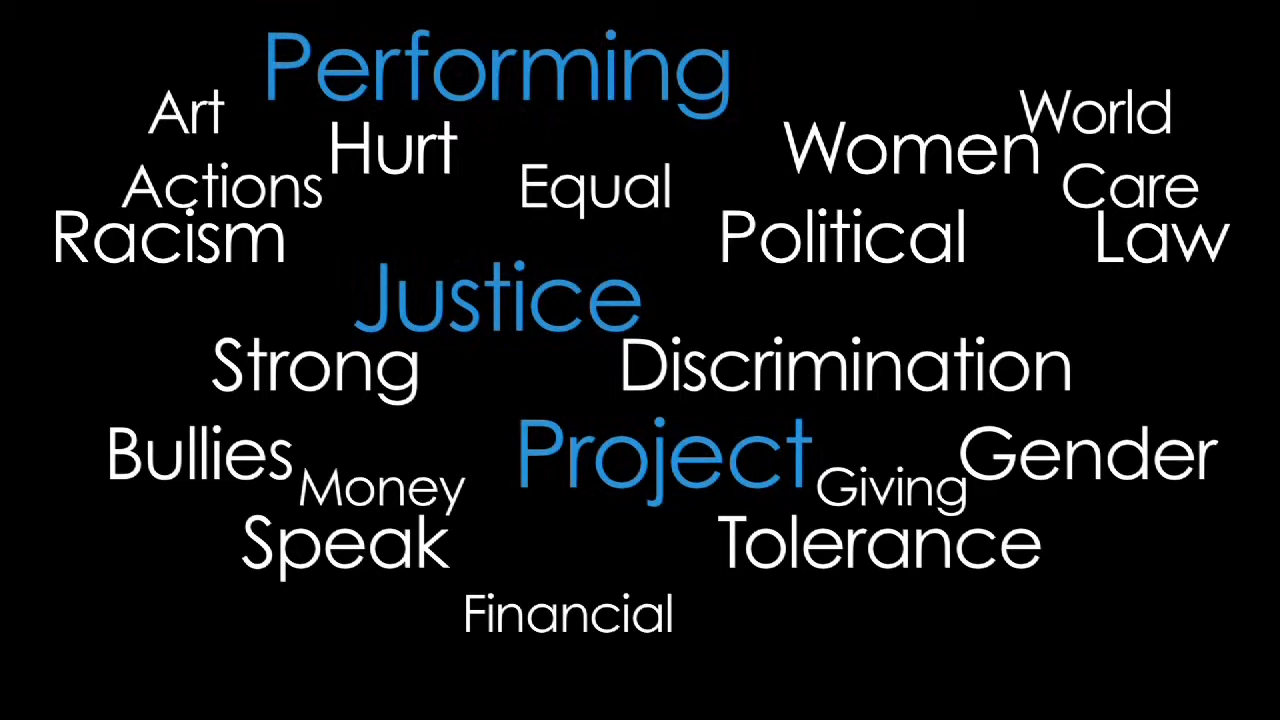 Performing
Art
World
Hurt
Women
Actions
Equal
Care
Racism
Political
Law
Justice
Strong
Discrimination
Bullies
Project
Gender
Money
Giving
Speak
Tolerance
Financial